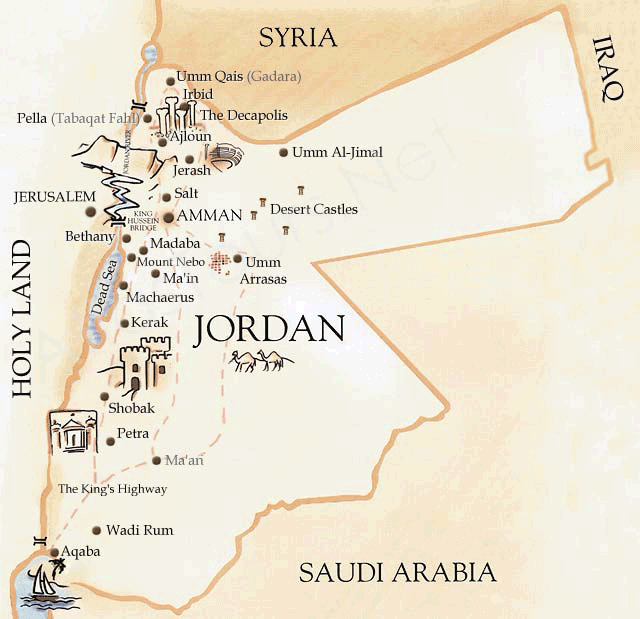 SYRIA
IRAQ
Umm Qais (Gadara)
Irbid
The Decapolis
Pella (Tabaqat Fahl)
Ajloun
JORDAN RIVER
Umm Al-Jimal
Jerash
JERUSALEM
Salt
KING
HUSSEIN
BRIDGE
AMMAN
Desert Castles
Bethany
Madaba
Mount Nebo
Umm
Arrasas
Ma'in
Dead Sea
Machaerus
HOLY LAND
Kerak
JORDAN
Shobak
Petra
Ma'an
The King's Highway
Wadi Rum
Aqaba
SAUDI ARABIA